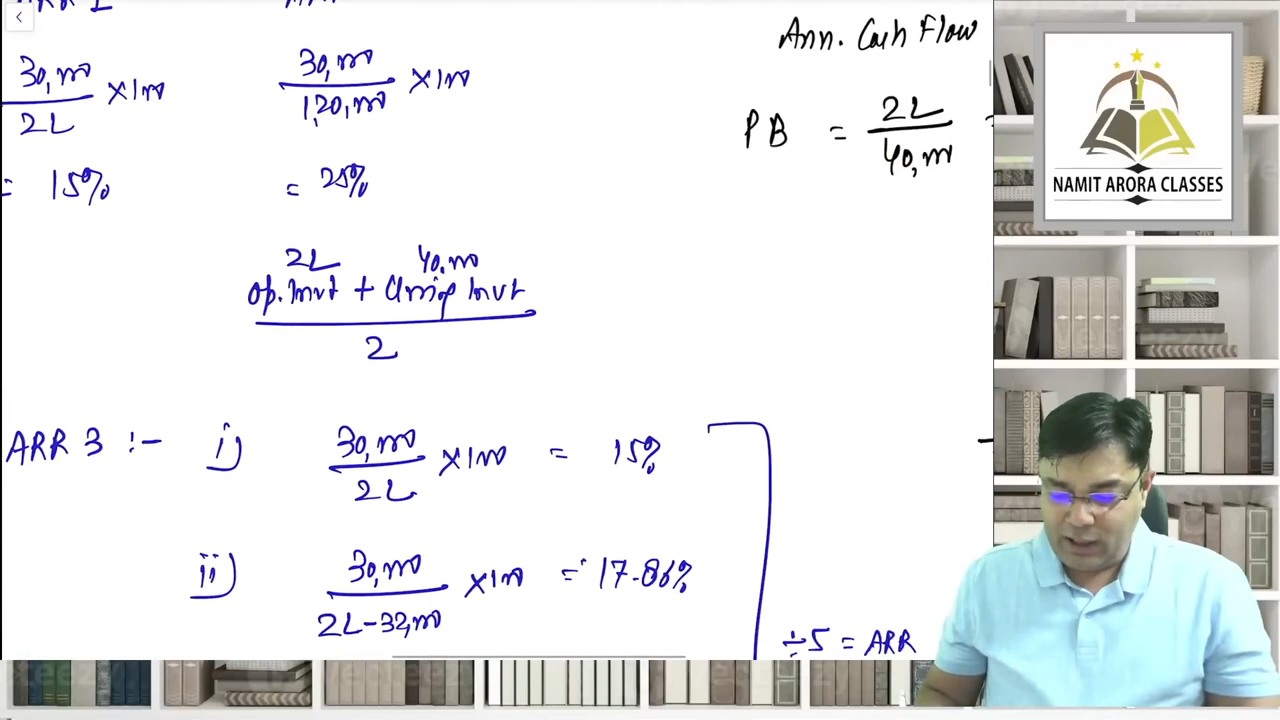 Ann. Cash Flow
30,000/2L × 100
30,000/1,20,000 × 100
PB = 2L/40,000 =
= 15%
= 25%
NAMIT ARORA CLASSES
2L 40,000
op. Invt + Closing Invt
2
ARR 3 :- i) 30,000/2L × 100 = 15%
ii) 30,000/2L-32,000 × 100 = 17.86%
÷5 = ARR